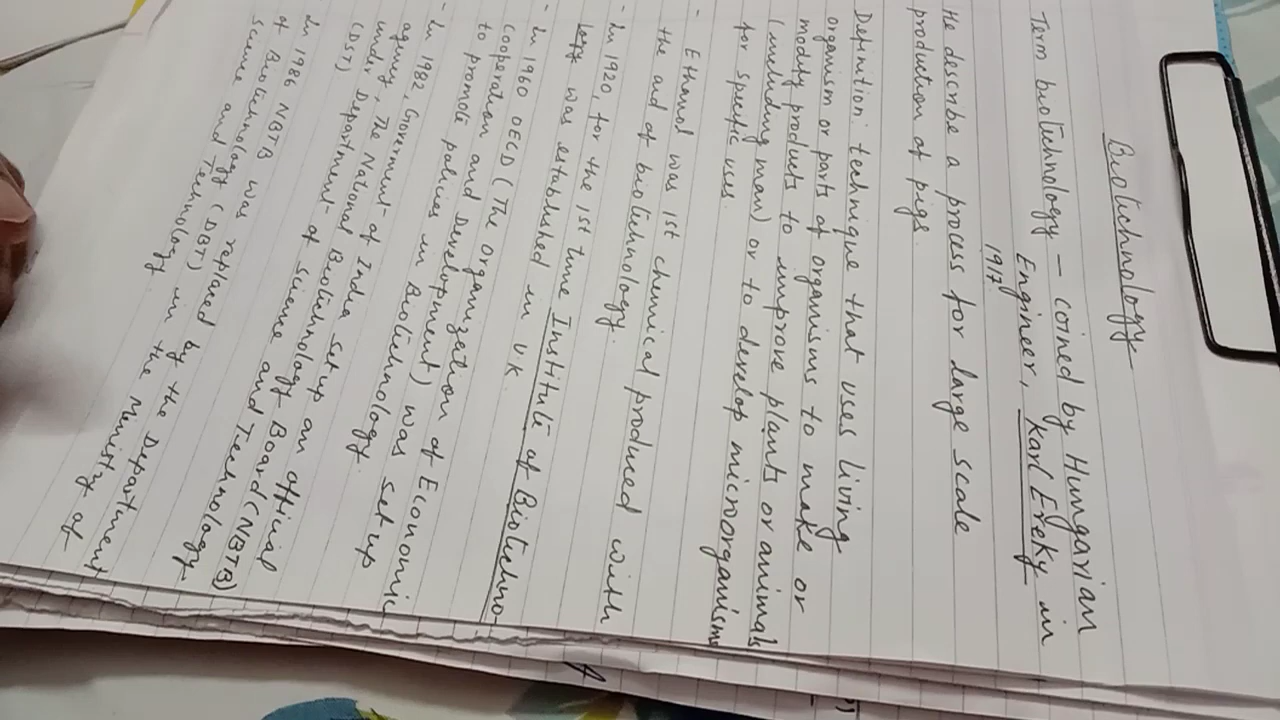 Biotechnology
Term biotechnology – coined by Hungarian
Engineer, Karl Ereky in
1917
He describe a process for large scale
production of pigs.
Definition: technique that uses living
organism or parts of organisms to make or
modify products to improve plants or animals
(including man) or to develop microorganisms
for specific uses.
- Ethanol was 1st chemical produced with
the aid of biotechnology.
- In 1920, for the 1st time Institute of Biotechno-
logy was established in U.K.
- In 1960 OECD (The Organization of Economic
Cooperation and Development) was set up
to promote policies in Biotechnology.
- In 1982, Government of India set up an official
agency, The National Biotechnology Board (NBTB)
under Department of Science and Technology
(DST)
In 1986 NBTB was replaced by the Department
of Biotechnology (DBT) in the Ministry of
Science and Technology.